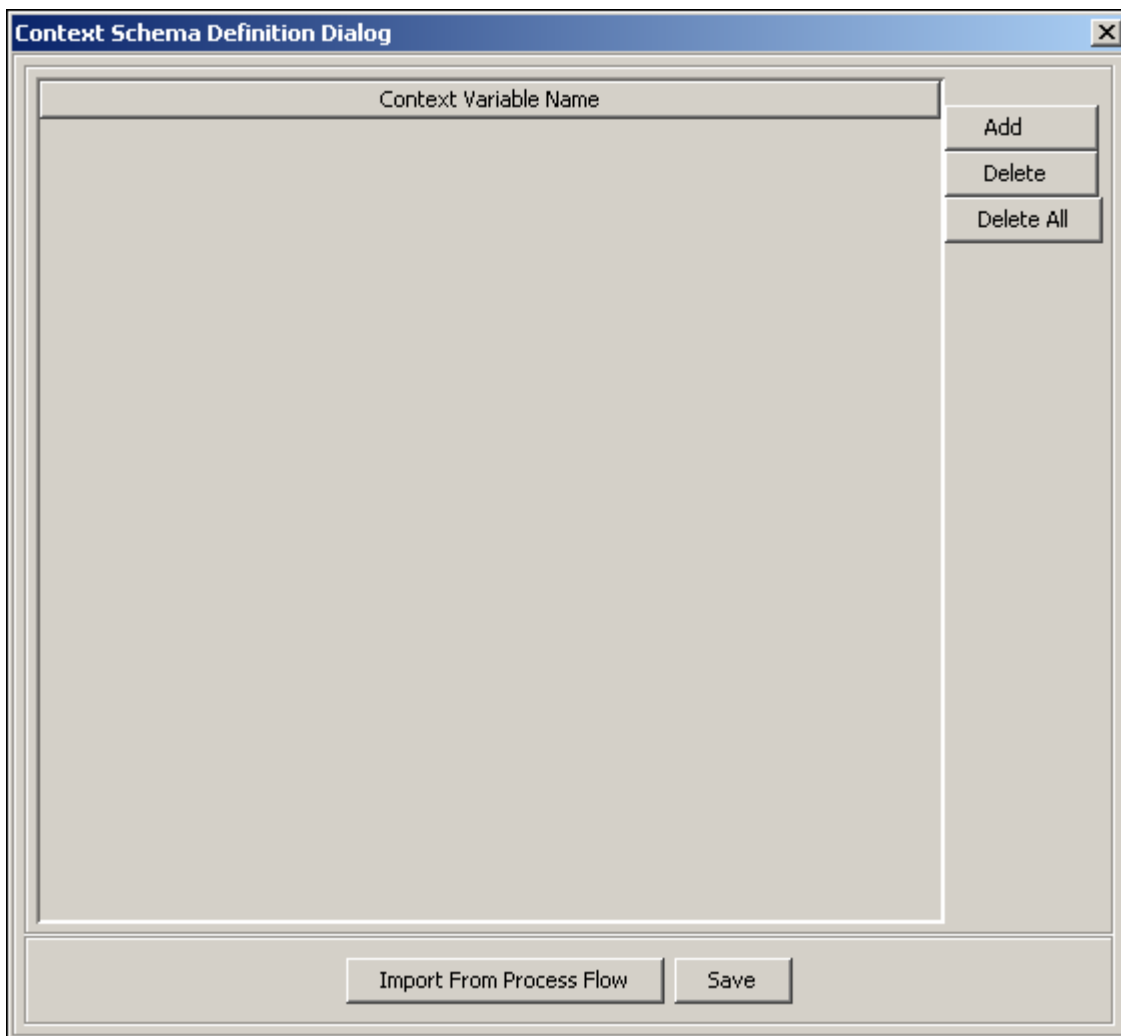 Context Schema Definition Dialog
Context Variable Name
Add
Delete
Delete All
Import From Process Flow
Save